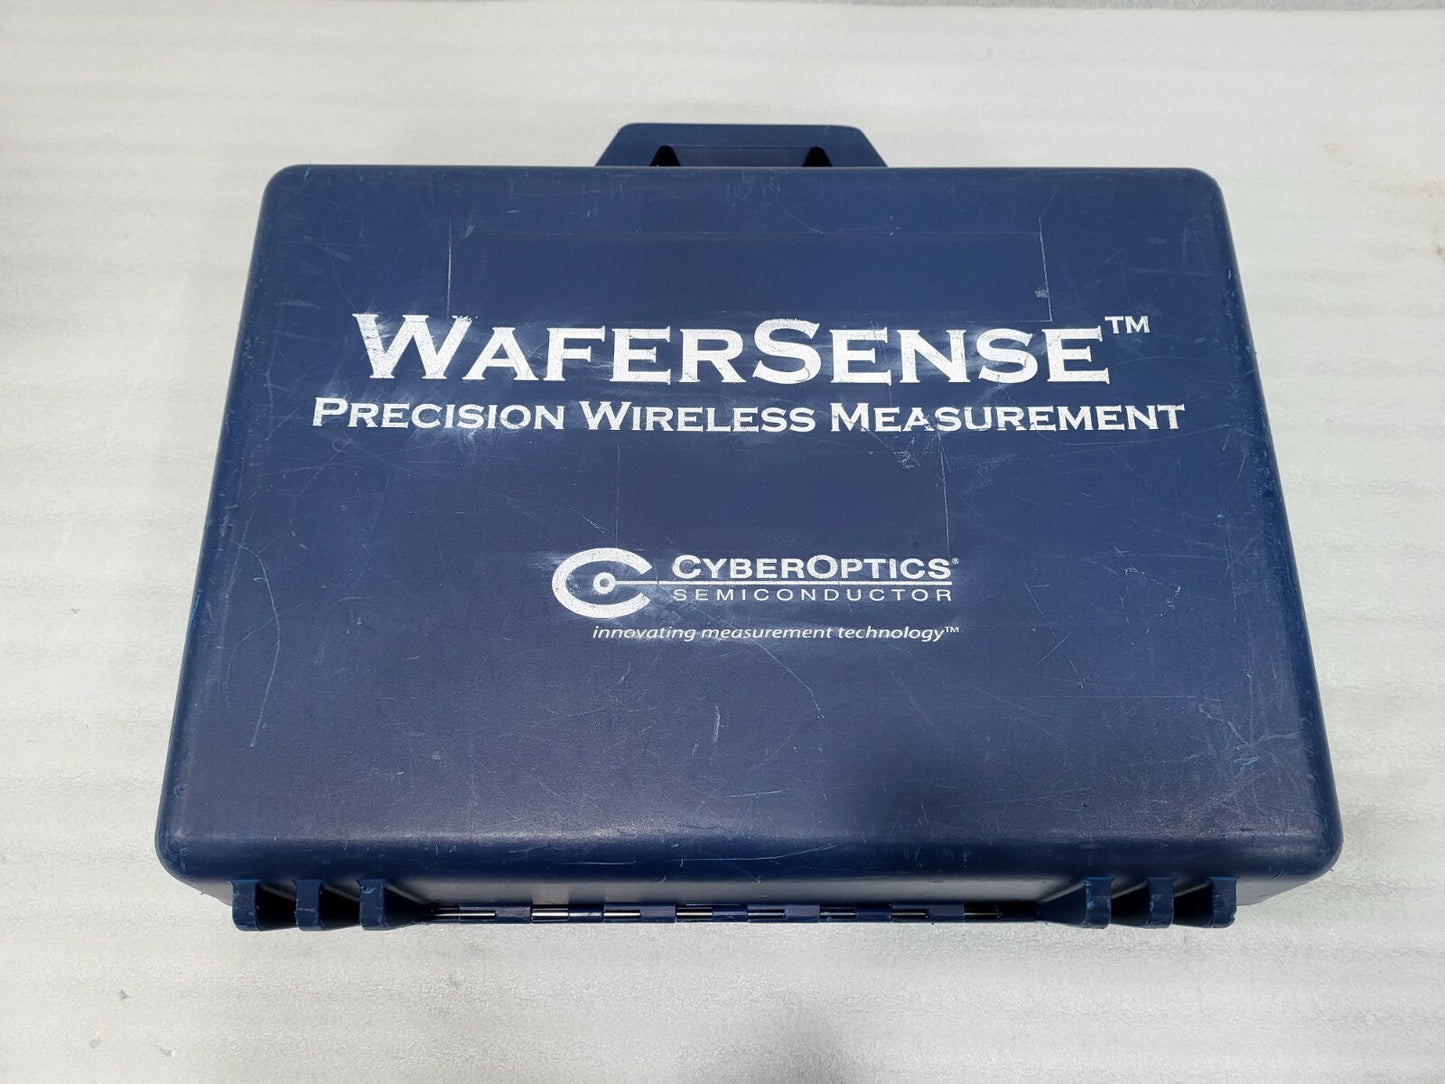 WAFERSENSE™
PRECISION WIRELESS MEASUREMENT
CYBEROPTICS®
SEMICONDUCTOR
innovating measurement technology™